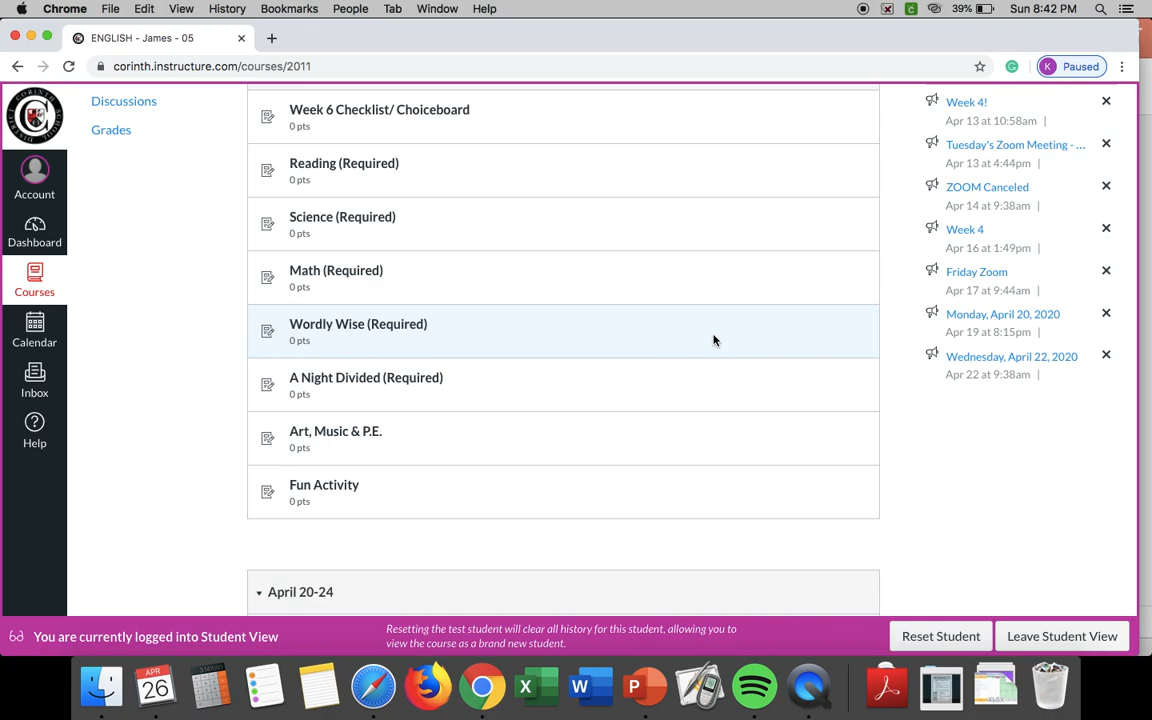 Chrome File Edit View History Bookmarks People Tab Window Help 39% Sun 8:42 PM
ENGLISH - James - 05
corinth.instructure.com/courses/2011
K Paused
Discussions
Grades
Account
Dashboard
Courses
Calendar
Inbox
Help
Week 6 Checklist/ Choiceboard
0 pts
Reading (Required)
0 pts
Science (Required)
0 pts
Math (Required)
0 pts
Wordly Wise (Required)
0 pts
A Night Divided (Required)
0 pts
Art, Music & P.E.
0 pts
Fun Activity
0 pts
April 20-24
Week 4!
Apr 13 at 10:58am |
Tuesday's Zoom Meeting - ...
Apr 13 at 4:44pm |
ZOOM Canceled
Apr 14 at 9:38am |
Week 4
Apr 16 at 1:49pm |
Friday Zoom
Apr 17 at 9:44am |
Monday, April 20, 2020
Apr 19 at 8:15pm |
Wednesday, April 22, 2020
Apr 22 at 9:38am |
You are currently logged into Student View
Resetting the test student will clear all history for this student, allowing you to
view the course as a brand new student.
Reset Student
Leave Student View
APR
26